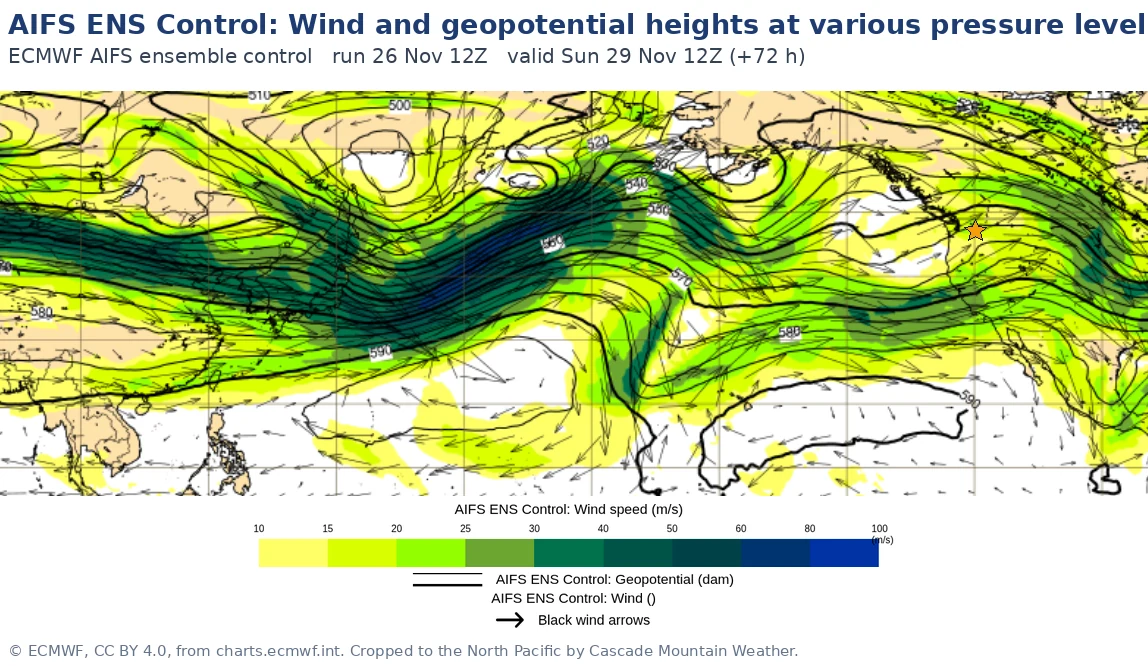 AIFS ENS Control: Wind and geopotential heights at various pressure level
ECMWF AIFS ensemble control run 26 Nov 12Z valid Sun 29 Nov 12Z (+72 h)
510
500
520
540
560
560
570
580
580
590
590
AIFS ENS Control: Wind speed (m/s)
10 15 20 25 30 40 50 60 80 100
(m/s)
AIFS ENS Control: Geopotential (dam)
AIFS ENS Control: Wind ()
Black wind arrows
© ECMWF, CC BY 4.0, from charts.ecmwf.int. Cropped to the North Pacific by Cascade Mountain Weather.